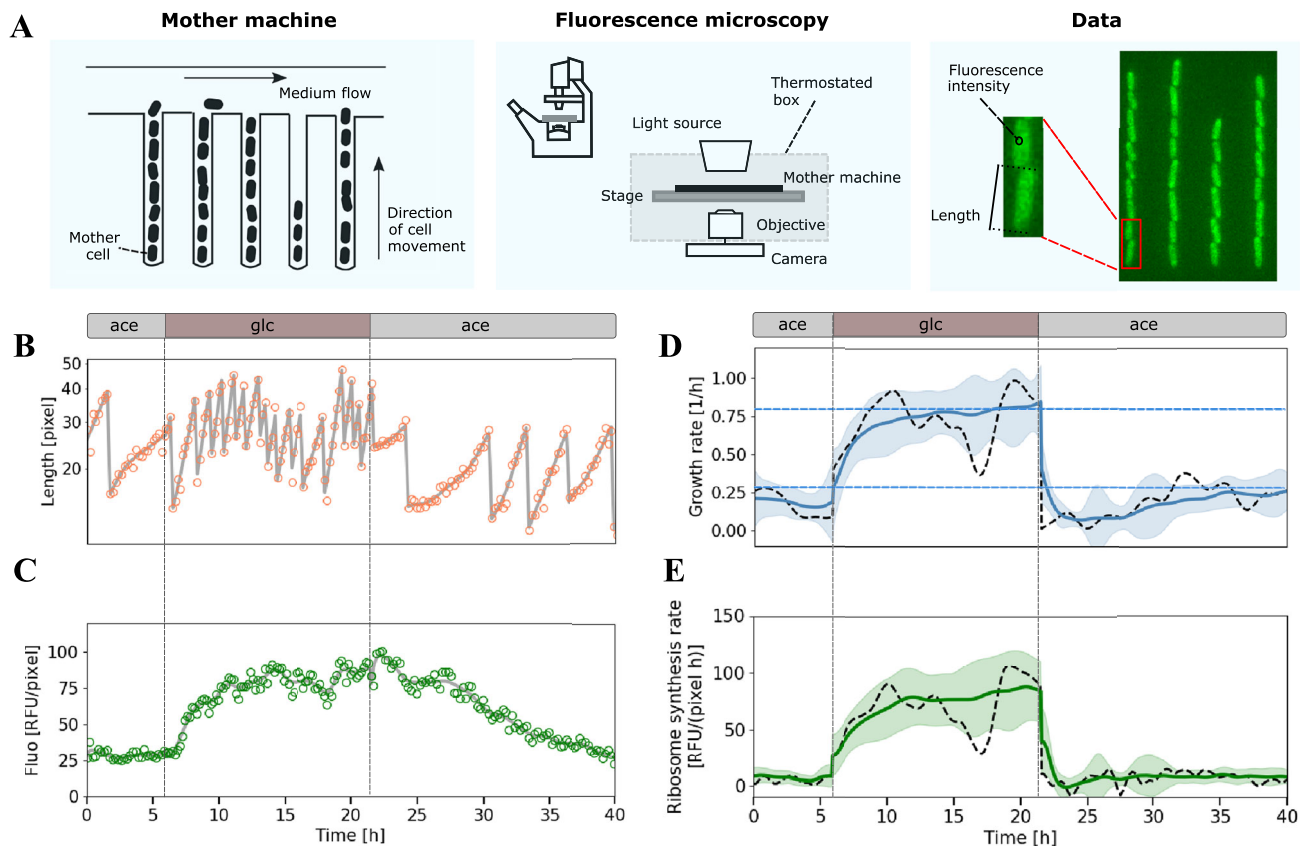 A
Mother machine
Medium flow
Mother
cell
Direction
of cell
movement
Fluorescence microscopy
Thermostated
box
Light source
Mother machine
Stage
Objective
Camera
Data
Fluorescence
intensity
Length
ace glc ace
B
Length [pixel]
50
40
30
20
C
Fluo [RFU/pixel]
100
75
50
25
0
0 5 10 15 20 25 30 35 40
Time [h]
ace glc ace
D
Growth rate [1/h]
1.00
0.75
0.50
0.25
0.00
E
Ribosome synthesis rate
[RFU/(pixel h)]
150
100
50
0
0 5 10 15 20 25 30 35 40
Time [h]